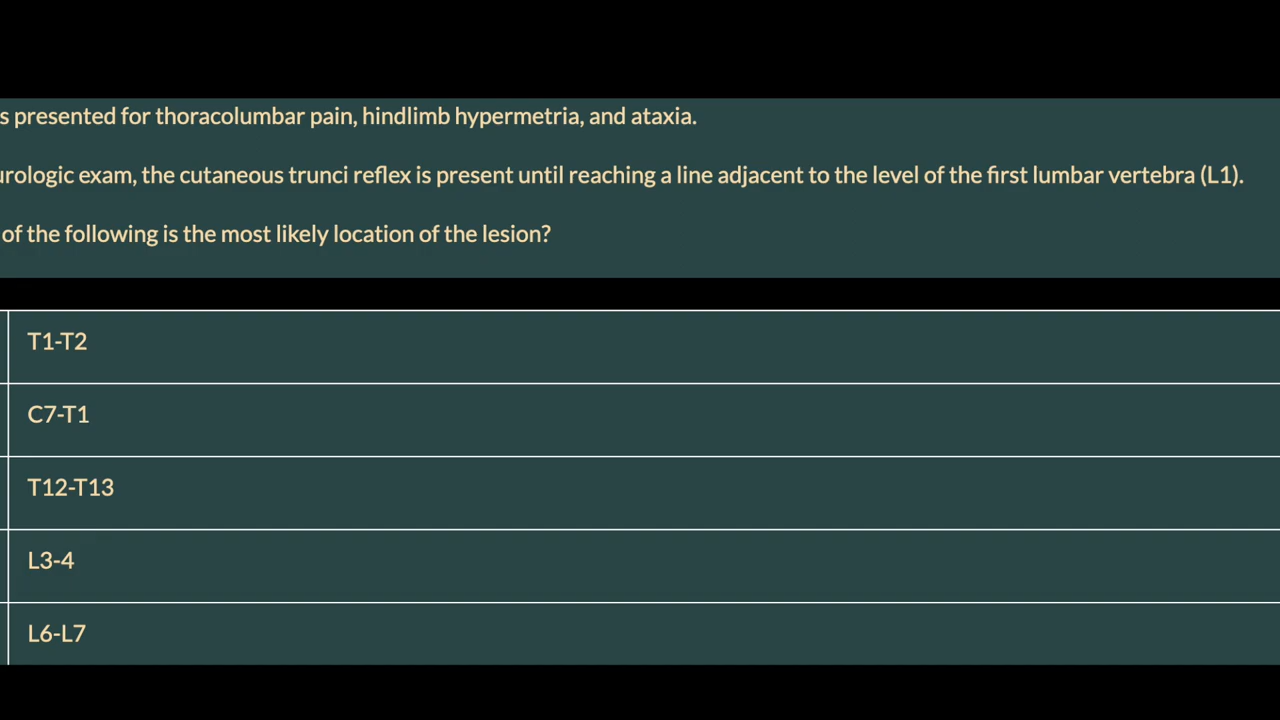 s presented for thoracolumbar pain, hindlimb hypermetria, and ataxia.
urologic exam, the cutaneous trunci reflex is present until reaching a line adjacent to the level of the first lumbar vertebra (L1).
of the following is the most likely location of the lesion?
T1-T2
C7-T1
T12-T13
L3-4
L6-L7